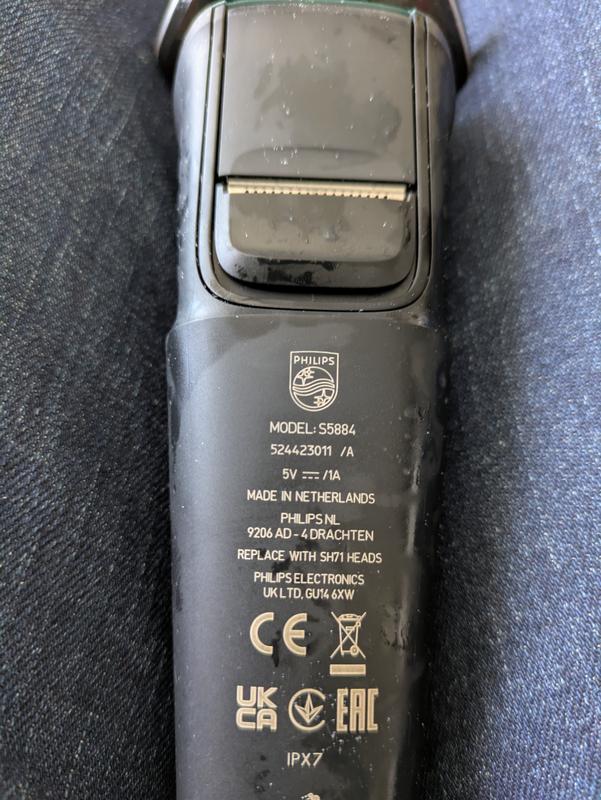 PHILIPS
MODEL: S5884
524423011 /A
5V ⎓ /1A
MADE IN NETHERLANDS
PHILIPS NL
9206 AD - 4 DRACHTEN
REPLACE WITH SH71 HEADS
PHILIPS ELECTRONICS
UK LTD, GU14 6XW
CE
UK
CA
EAC
IPX7